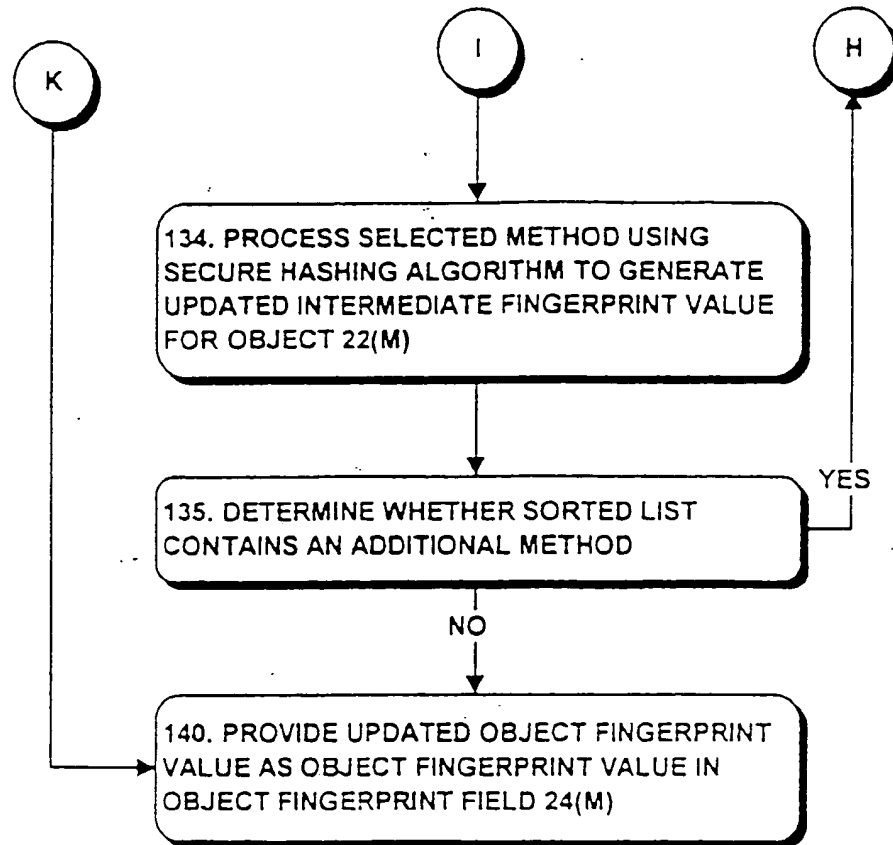 K
I
H
134. PROCESS SELECTED METHOD USING
SECURE HASHING ALGORITHM TO GENERATE
UPDATED INTERMEDIATE FINGERPRINT VALUE
FOR OBJECT 22(M)
YES
135. DETERMINE WHETHER SORTED LIST
CONTAINS AN ADDITIONAL METHOD
NO
140. PROVIDE UPDATED OBJECT FINGERPRINT
VALUE AS OBJECT FINGERPRINT VALUE IN
OBJECT FINGERPRINT FIELD 24(M)